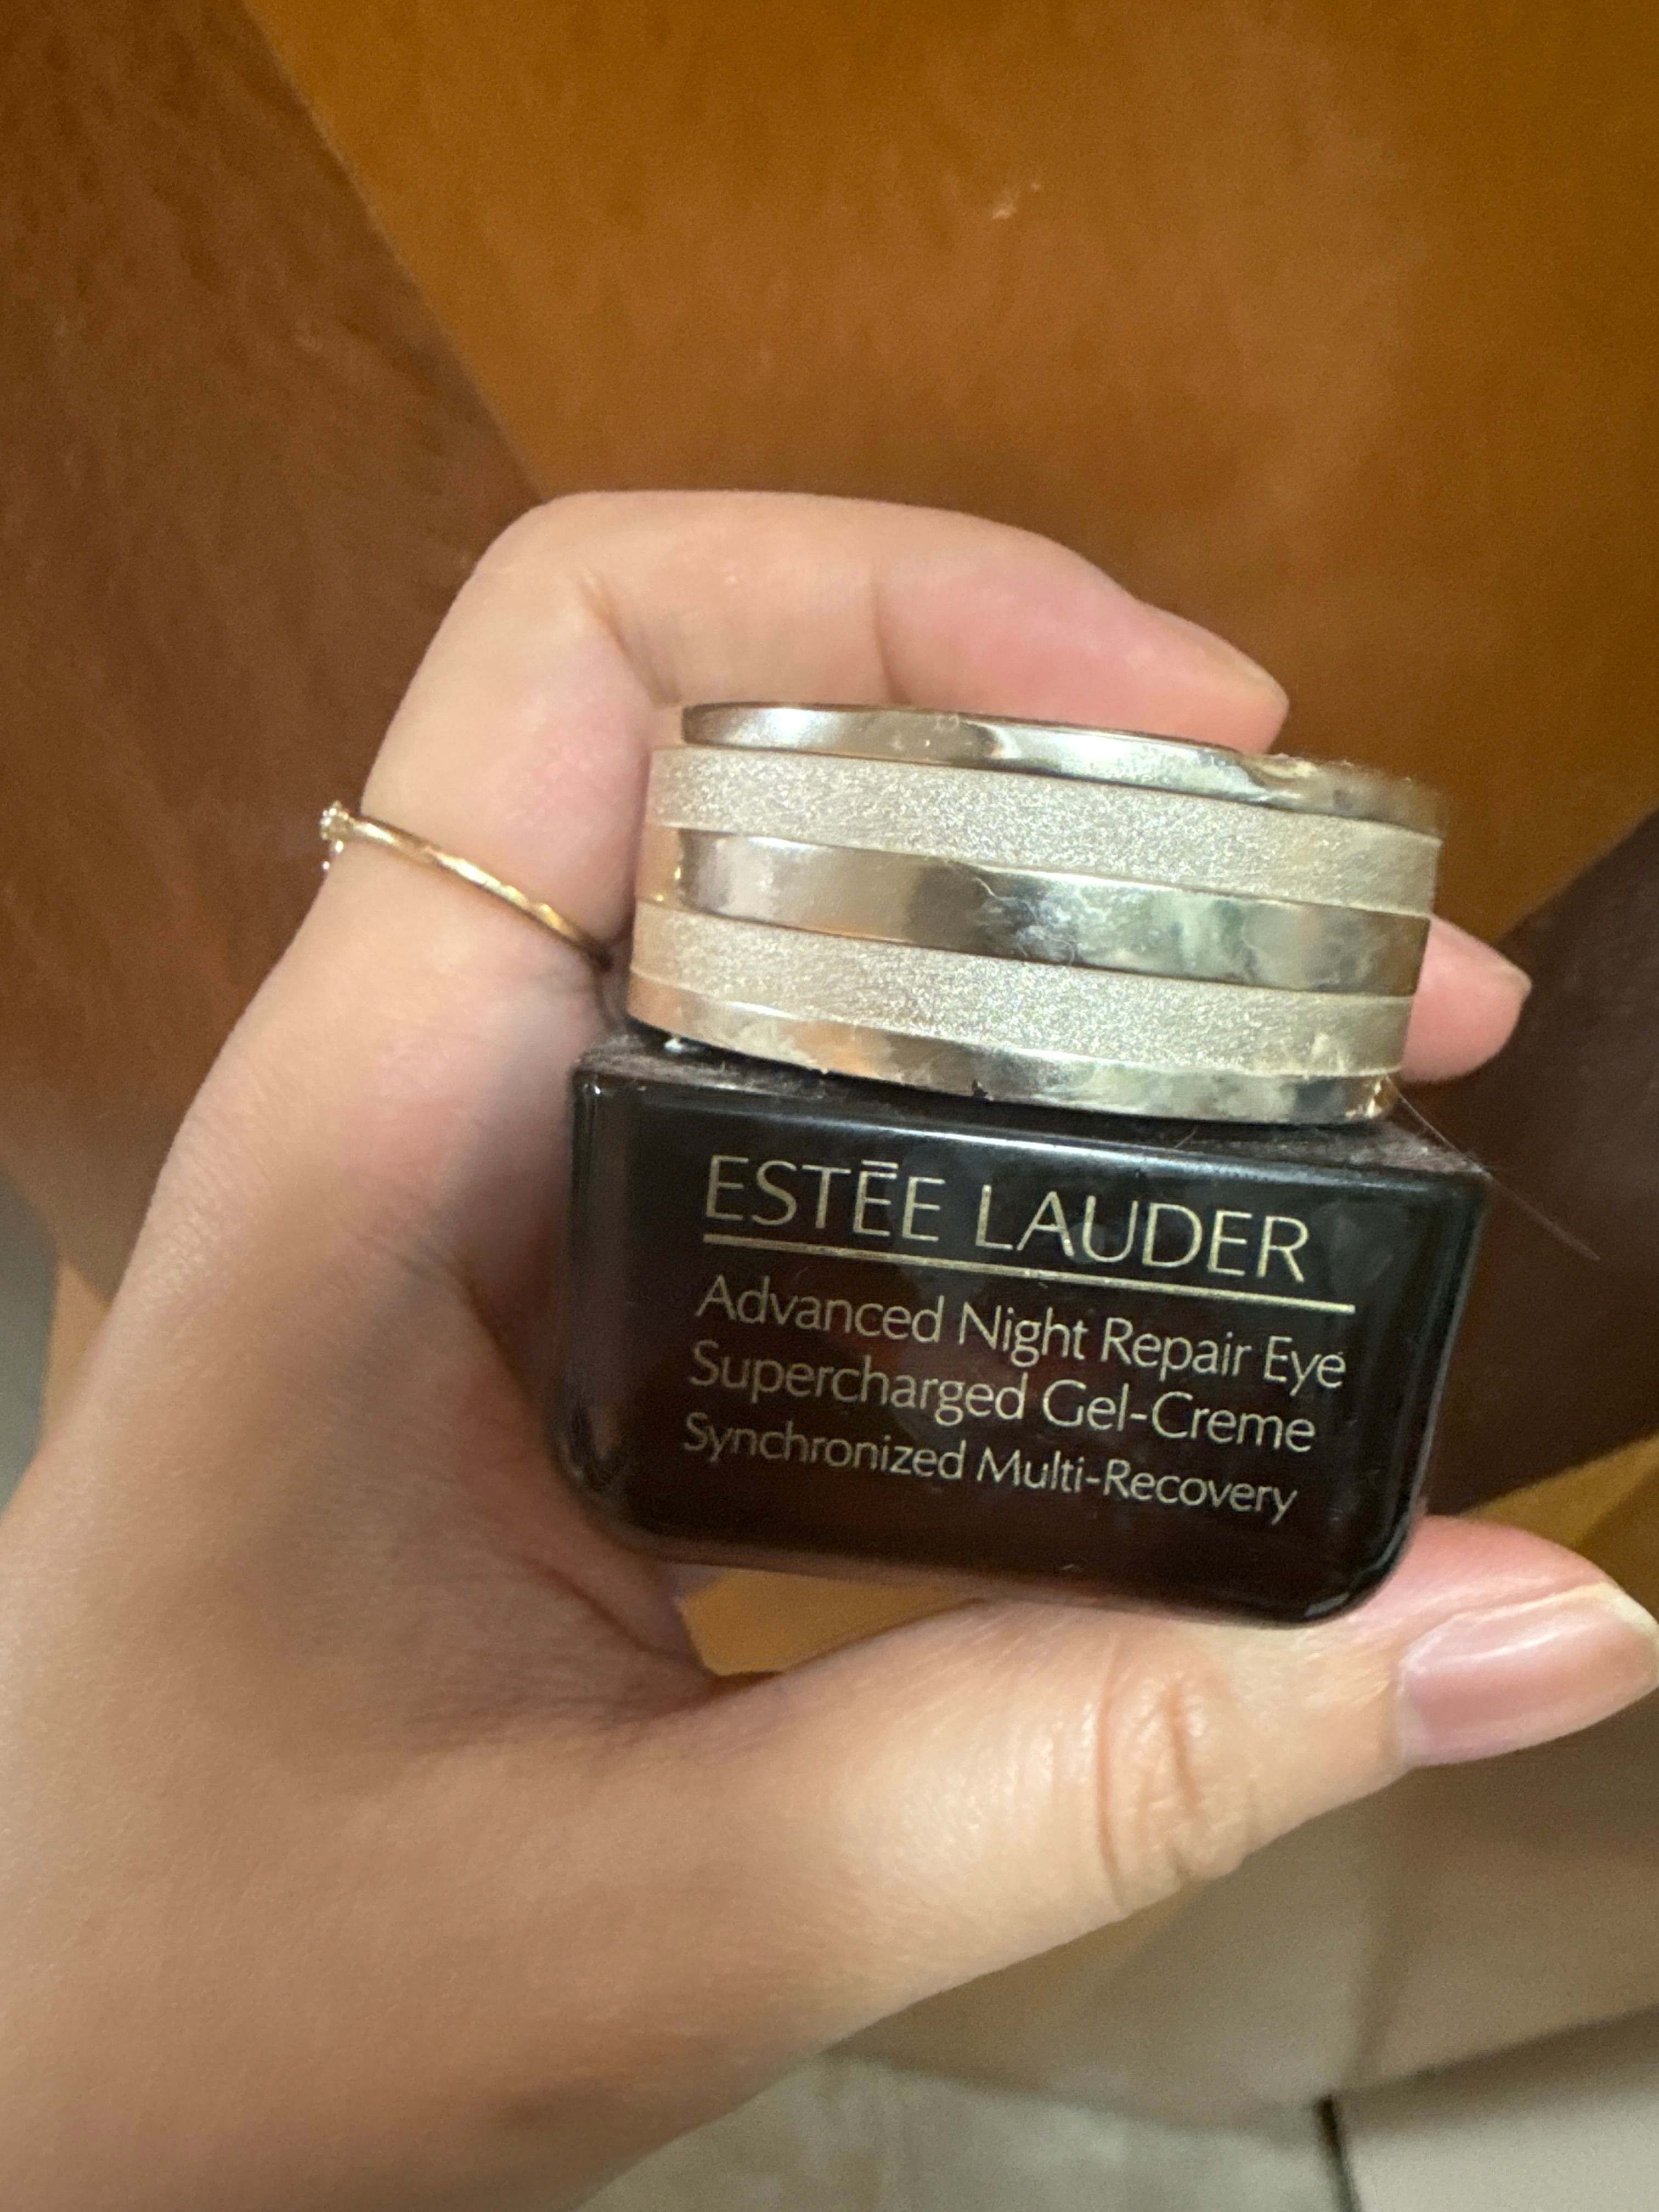 ESTĒE LAUDER
Advanced Night Repair Eye
Supercharged Gel-Creme
Synchronized Multi-Recovery